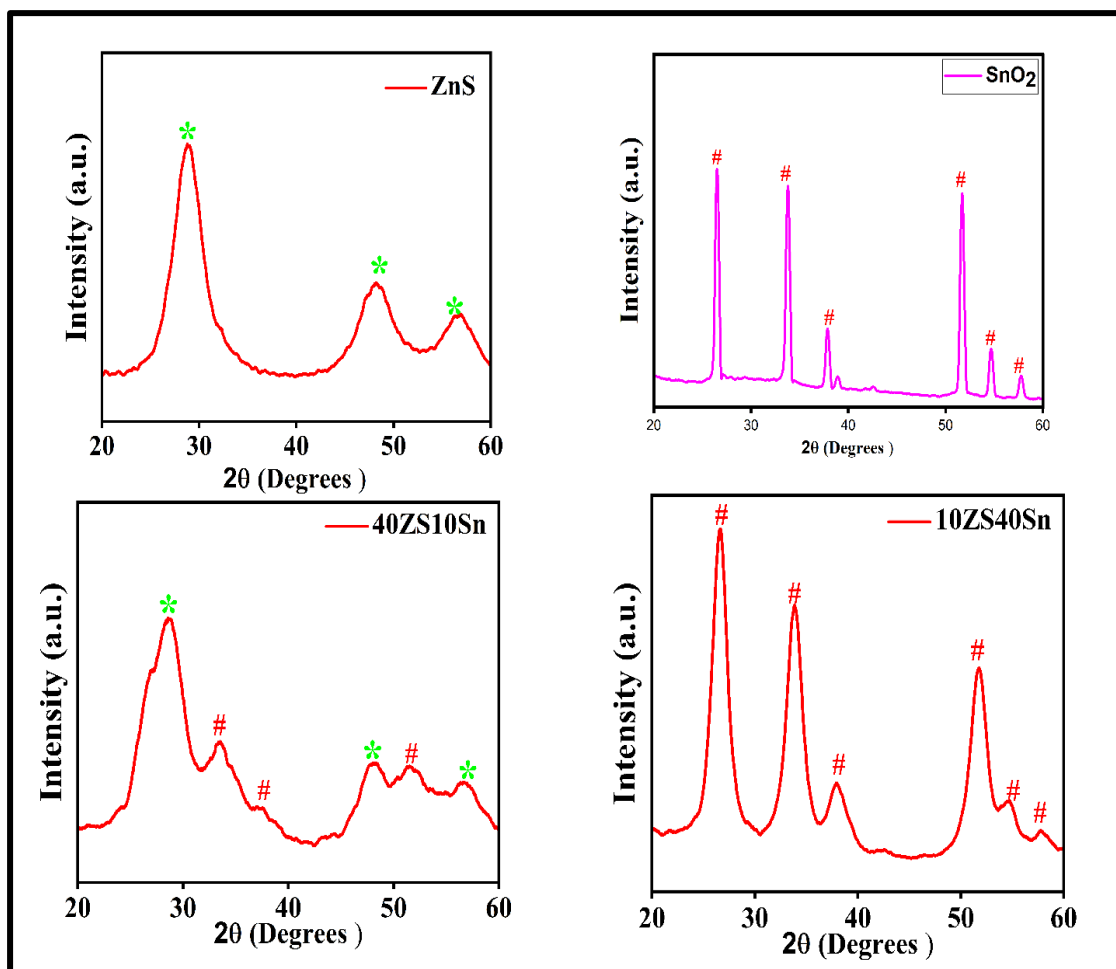 ZnS
*
*
*
Intensity (a.u.)
20 30 40 50 60
2θ (Degrees )
SnO₂
#
#
#
#
#
#
Intensity (a.u.)
20 30 40 50 60
2θ (Degrees )
40ZS10Sn
*
#
#
*
#
*
Intensity (a.u.)
20 30 40 50 60
2θ (Degrees )
10ZS40Sn
#
#
#
#
#
#
Intensity (a.u.)
20 30 40 50 60
2θ (Degrees )